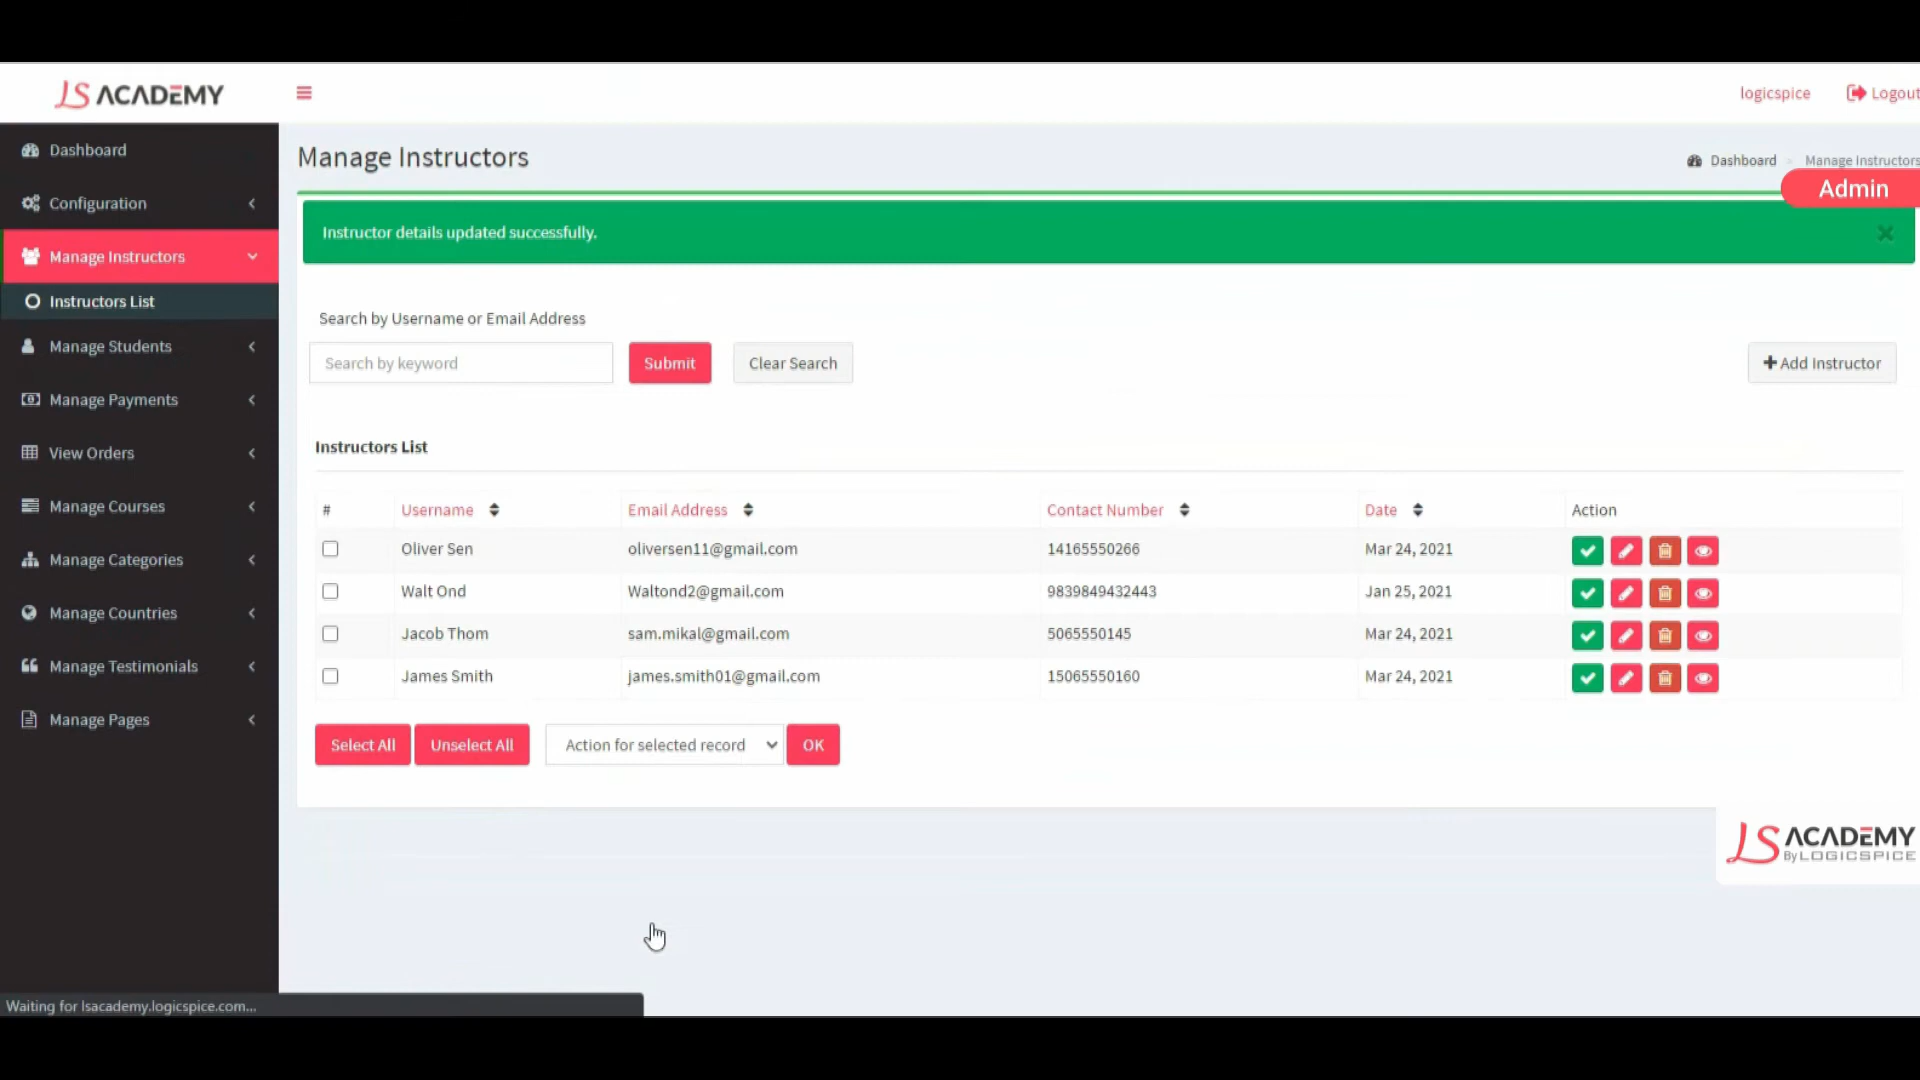 LS ACADEMY
logicspice
Logout
Dashboard
Configuration
Manage Instructors
Instructors List
Manage Students
Manage Payments
View Orders
Manage Courses
Manage Categories
Manage Countries
Manage Testimonials
Manage Pages
Manage Instructors
Dashboard
Manage Instructors
Admin
Instructor details updated successfully.
Search by Username or Email Address
Search by keyword
Submit
Clear Search
Add Instructor
Instructors List
# Username Email Address Contact Number Date Action
Oliver Sen oliversen11@gmail.com 14165550266 Mar 24, 2021
Walt Ond Waltond2@gmail.com 9839849432443 Jan 25, 2021
Jacob Thom sam.mikal@gmail.com 5065550145 Mar 24, 2021
James Smith james.smith01@gmail.com 15065550160 Mar 24, 2021
Select All
Unselect All
Action for selected record
OK
LS ACADEMY
By LOGICSPICE
Waiting for lsacademy.logicspice.com...